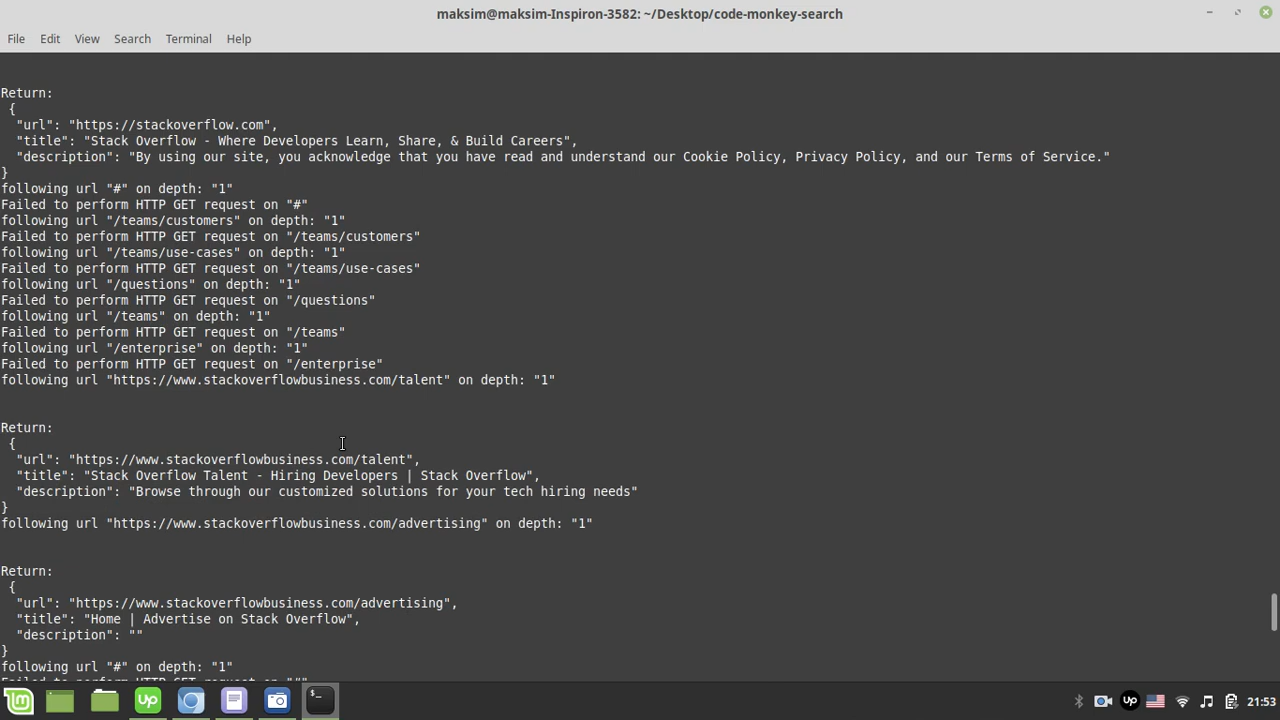 maksim@maksim-Inspiron-3582: ~/Desktop/code-monkey-search
File Edit View Search Terminal Help
Return:
 {
  "url": "https://stackoverflow.com",
  "title": "Stack Overflow - Where Developers Learn, Share, & Build Careers",
  "description": "By using our site, you acknowledge that you have read and understand our Cookie Policy, Privacy Policy, and our Terms of Service."
}
following url "#" on depth: "1"
Failed to perform HTTP GET request on "#"
following url "/teams/customers" on depth: "1"
Failed to perform HTTP GET request on "/teams/customers"
following url "/teams/use-cases" on depth: "1"
Failed to perform HTTP GET request on "/teams/use-cases"
following url "/questions" on depth: "1"
Failed to perform HTTP GET request on "/questions"
following url "/teams" on depth: "1"
Failed to perform HTTP GET request on "/teams"
following url "/enterprise" on depth: "1"
Failed to perform HTTP GET request on "/enterprise"
following url "https://www.stackoverflowbusiness.com/talent" on depth: "1"
Return:
 {
  "url": "https://www.stackoverflowbusiness.com/talent",
  "title": "Stack Overflow Talent - Hiring Developers | Stack Overflow",
  "description": "Browse through our customized solutions for your tech hiring needs"
}
following url "https://www.stackoverflowbusiness.com/advertising" on depth: "1"
Return:
 {
  "url": "https://www.stackoverflowbusiness.com/advertising",
  "title": "Home | Advertise on Stack Overflow",
  "description": ""
}
following url "#" on depth: "1"
Failed to perform HTTP GET request on "#"
up $_ up 21:53